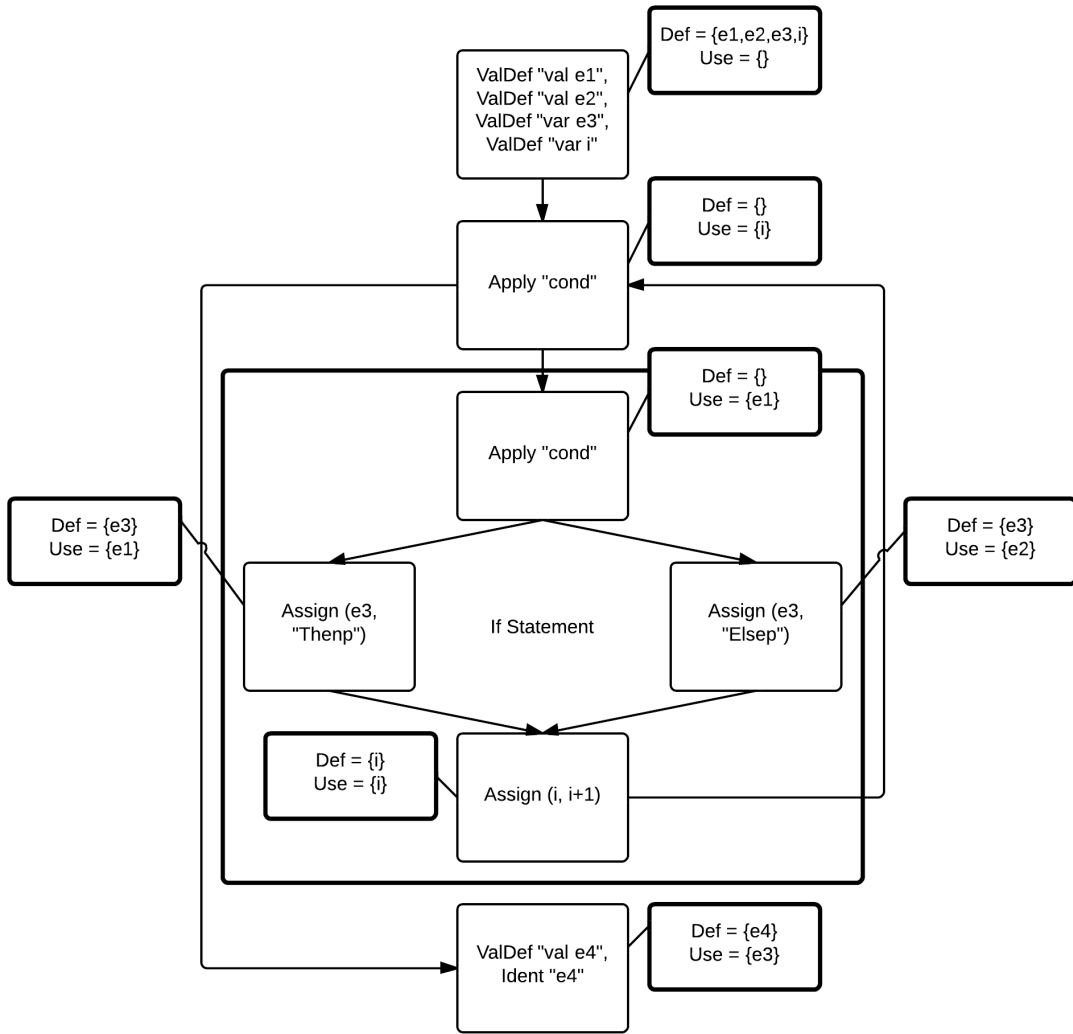 Def = {e1,e2,e3,i}
Use = {}
ValDef "val e1",
ValDef "val e2",
ValDef "var e3",
ValDef "var i"
Def = {}
Use = {i}
Apply "cond"
Def = {}
Use = {e1}
Apply "cond"
Def = {e3}
Use = {e1}
Def = {e3}
Use = {e2}
Assign (e3,
"Thenp")
If Statement
Assign (e3,
"Elsep")
Def = {i}
Use = {i}
Assign (i, i+1)
ValDef "val e4",
Ident "e4"
Def = {e4}
Use = {e3}